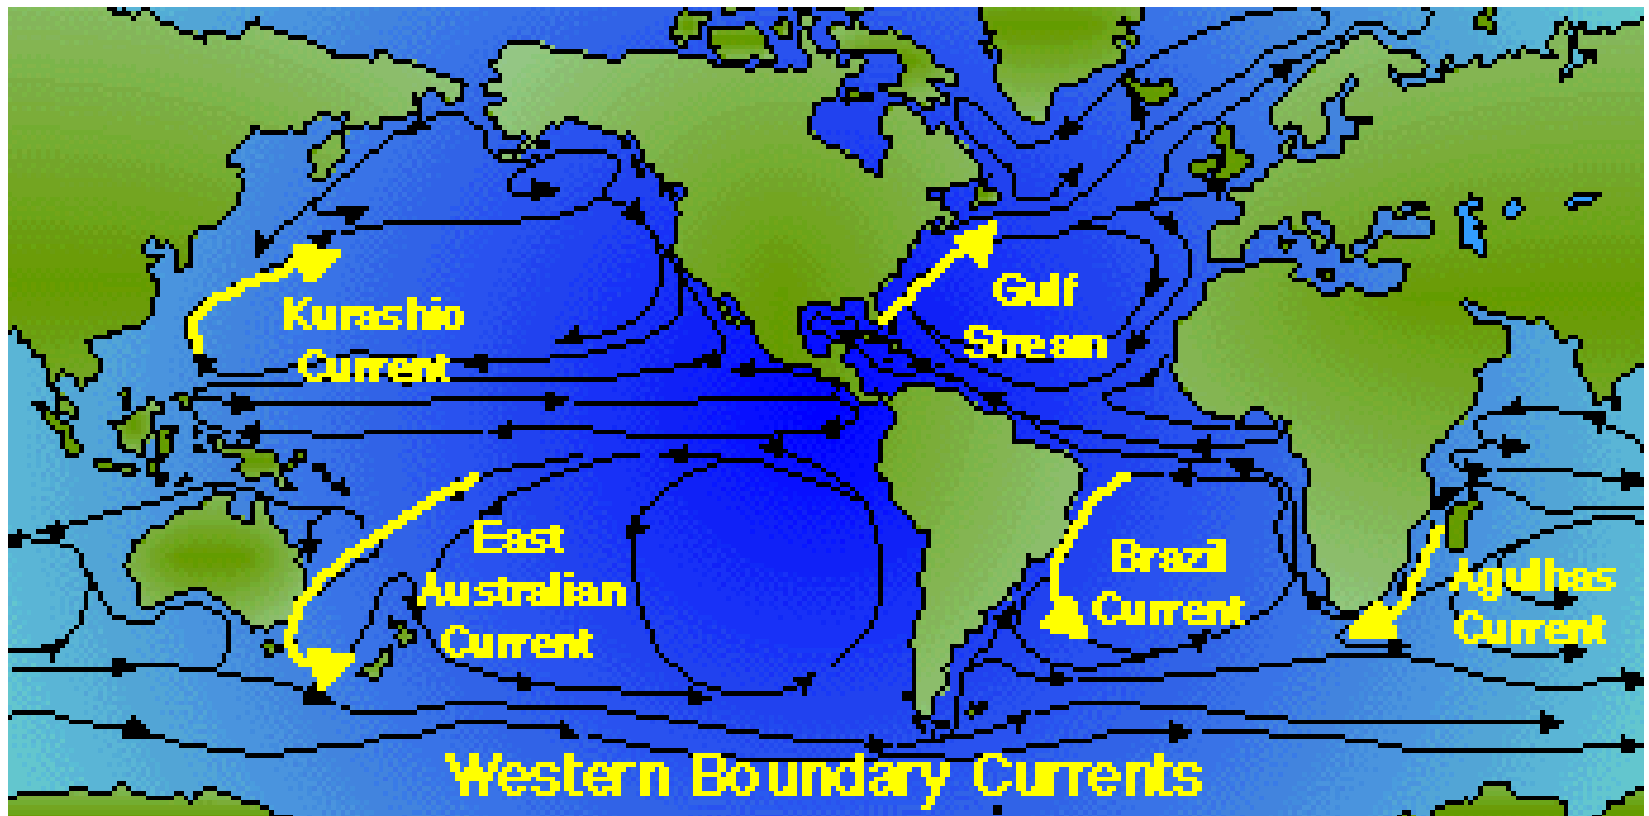 Kurashio
Current
Gulf
Stream
East
Australian
Current
Brazil
Current
Agulhas
Current
Western Boundary Currents